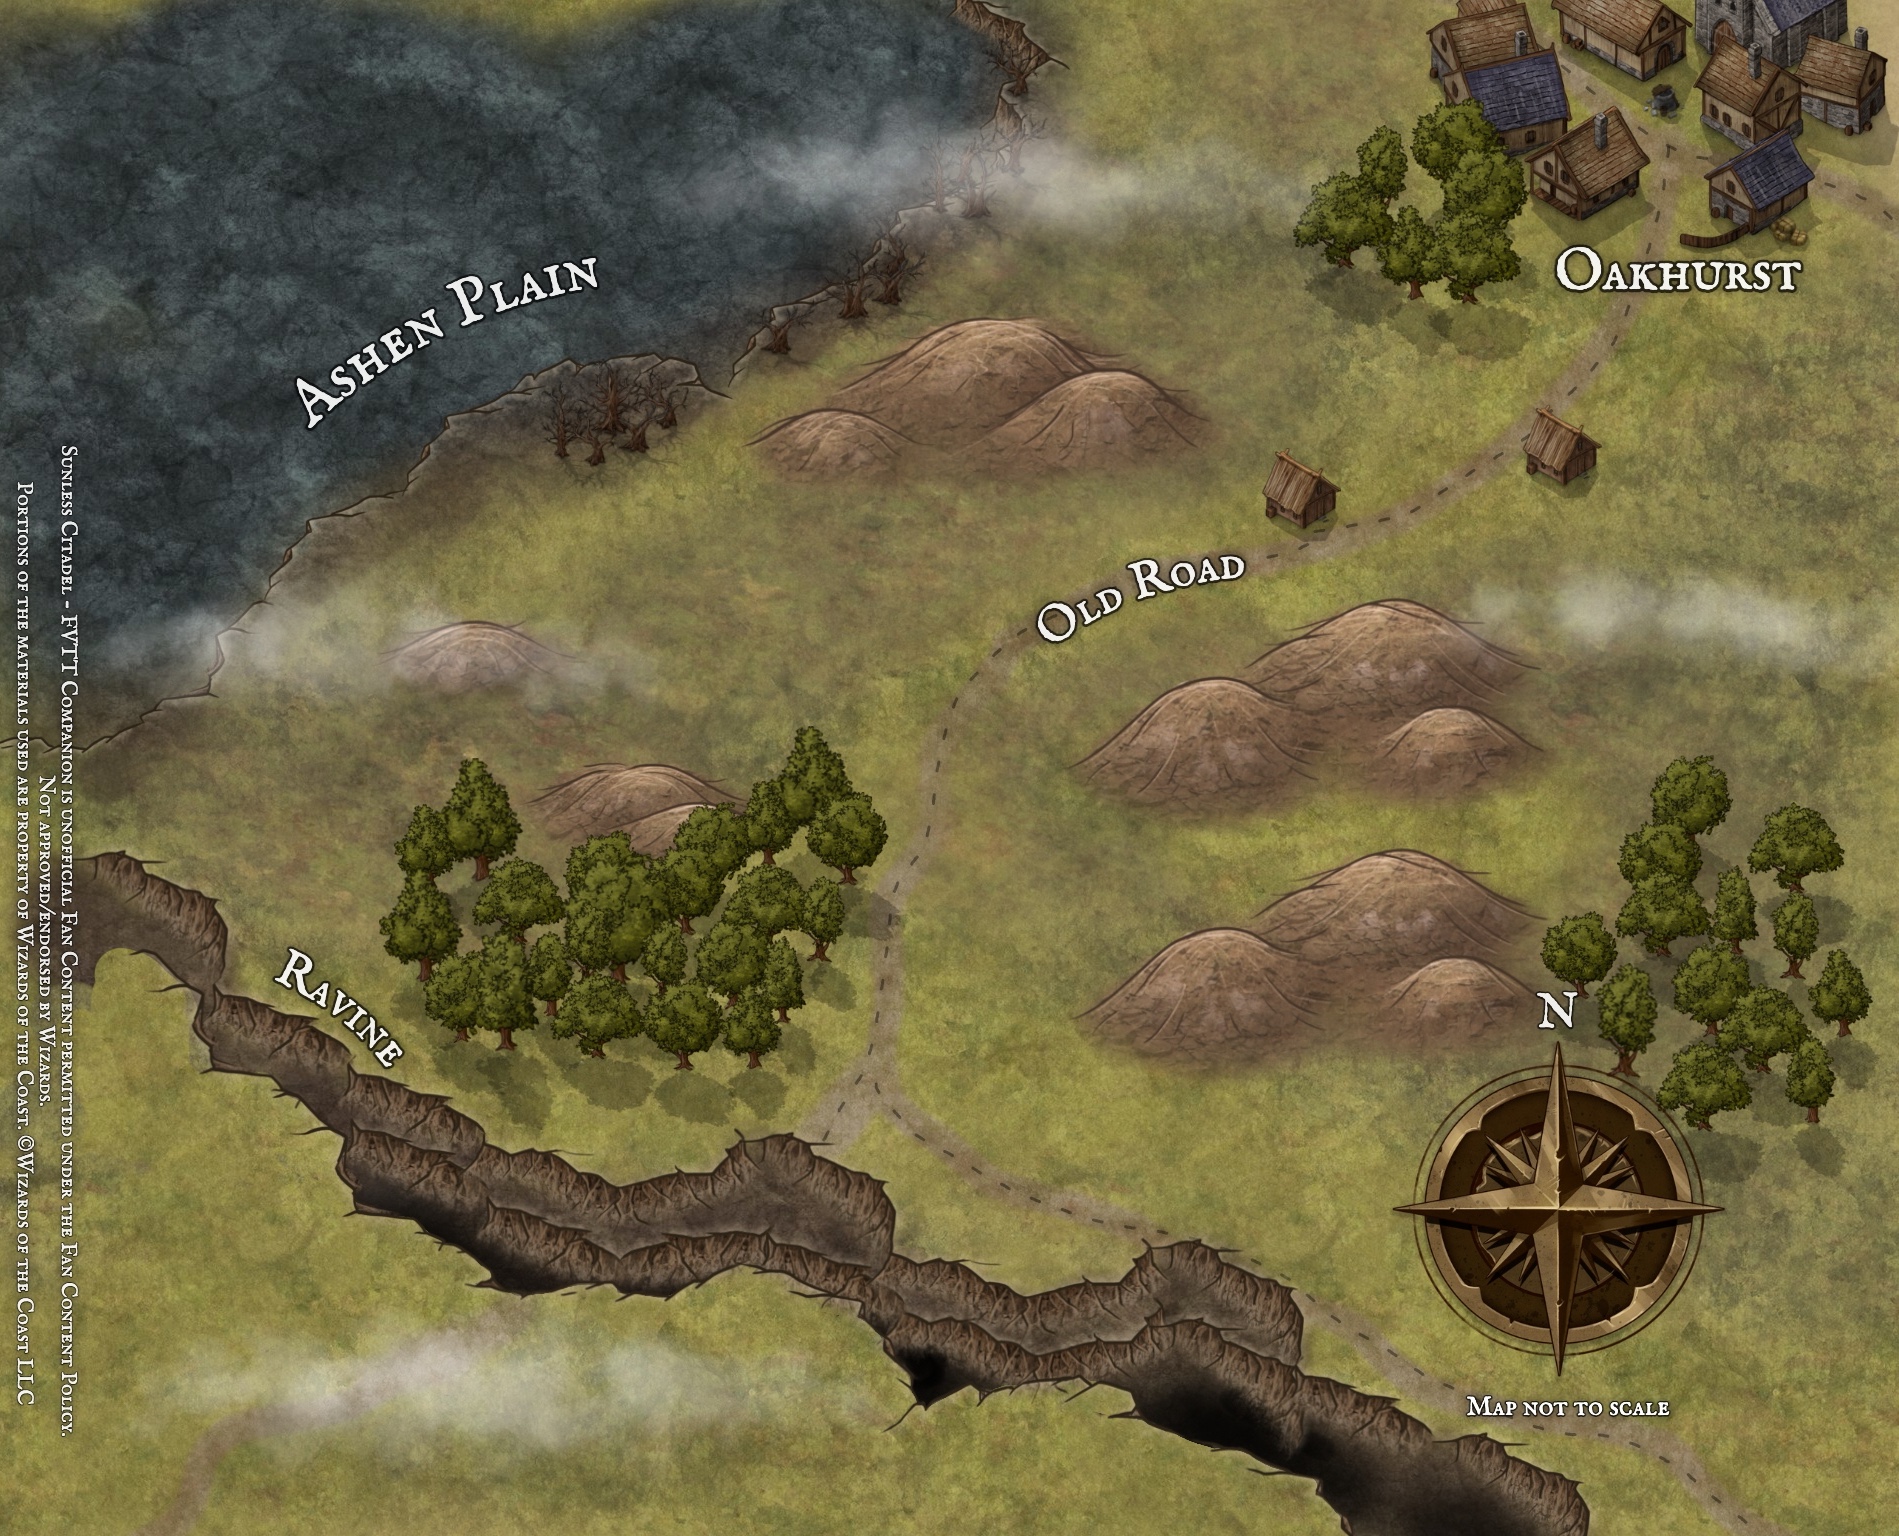 Ashen Plain
Oakhurst
Old Road
Ravine
N
Map not to scale
Sunless Citadel - FVTT Companion is unofficial Fan Content permitted under the Fan Content Policy.
Not approved/endorsed by Wizards.
Portions of the materials used are property of Wizards of the Coast. ©Wizards of the Coast LLC